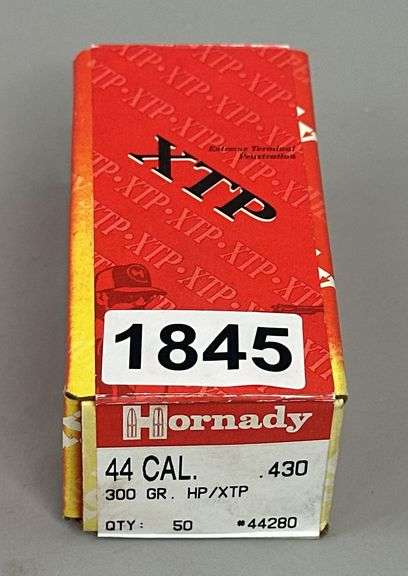 Extreme Terminal
Penetration
XTP
1845
Hornady
44 CAL. .430
300 GR. HP/XTP
QTY: 50 #44280